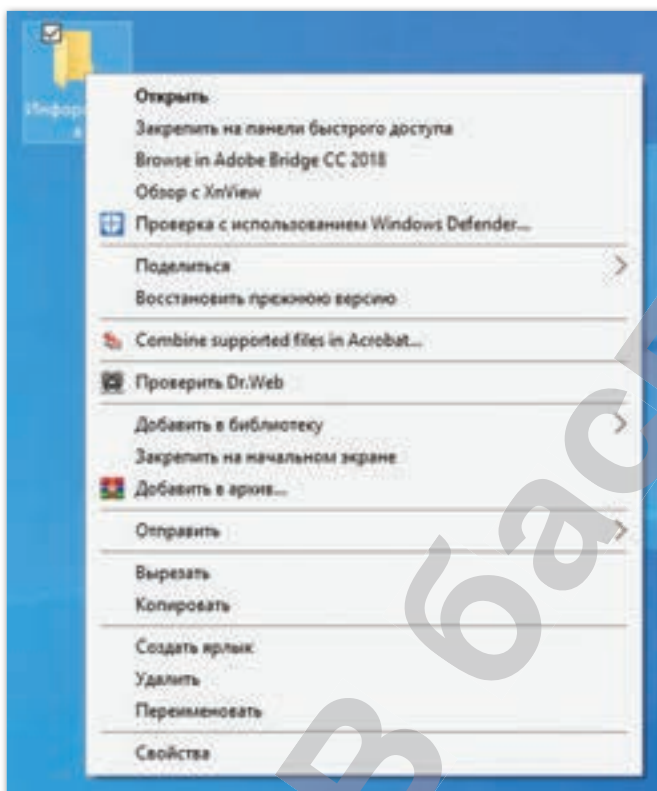 Открыть
Закрепить на панели быстрого доступа
Browse in Adobe Bridge CC 2018
Обзор с XnView
Проверка с использованием Windows Defender...
Поделиться
Восстановить прежнюю версию
Combine supported files in Acrobat...
Проверить Dr.Web
Добавить в библиотеку
Закрепить на начальном экране
Добавить в архив...
Отправить
Вырезать
Копировать
Создать ярлык
Удалить
Переименовать
Свойства